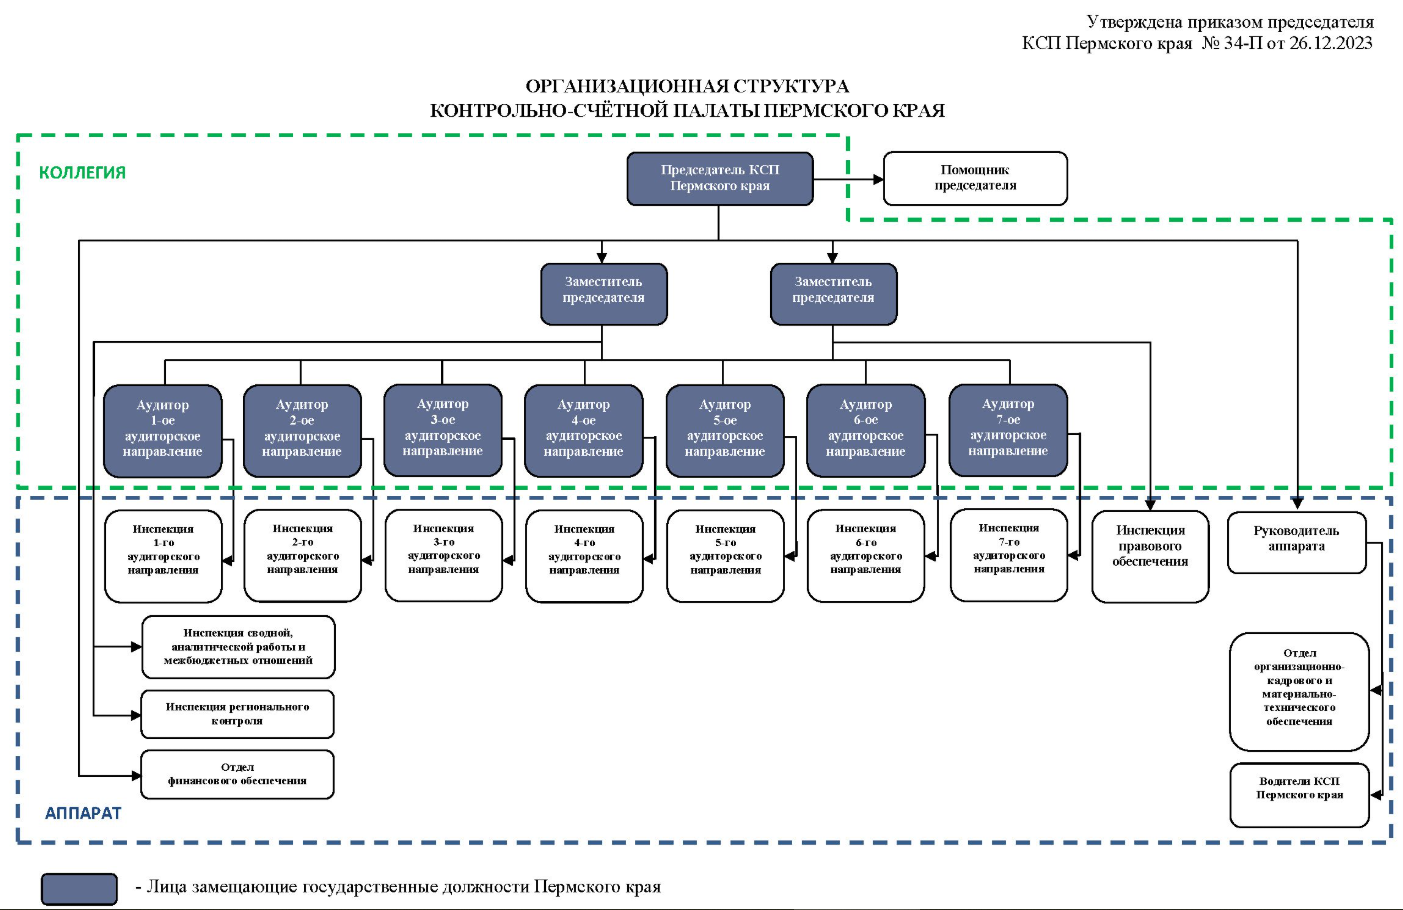 Утверждена приказом председателя
КСП Пермского края № 34-П от 26.12.2023
ОРГАНИЗАЦИОННАЯ СТРУКТУРА
КОНТРОЛЬНО-СЧЁТНОЙ ПАЛАТЫ ПЕРМСКОГО КРАЯ
КОЛЛЕГИЯ
Председатель КСП
Пермского края
Помощник
председателя
Заместитель
председателя
Заместитель
председателя
Аудитор
1-ое
аудиторское
направление
Аудитор
2-ое
аудиторское
направление
Аудитор
3-ое
аудиторское
направление
Аудитор
4-ое
аудиторское
направление
Аудитор
5-ое
аудиторское
направление
Аудитор
6-ое
аудиторское
направление
Аудитор
7-ое
аудиторское
направление
Инспекция
1-го
аудиторского
направления
Инспекция
2-го
аудиторского
направления
Инспекция
3-го
аудиторского
направления
Инспекция
4-го
аудиторского
направления
Инспекция
5-го
аудиторского
направления
Инспекция
6-го
аудиторского
направления
Инспекция
7-го
аудиторского
направления
Инспекция
правового
обеспечения
Руководитель
аппарата
Инспекция сводной,
аналитической работы и
межбюджетных отношений
Инспекция регионального
контроля
Отдел
финансового обеспечения
Отдел
организационно-
кадрового и
материально-
технического
обеспечения
Водители КСП
Пермского края
АППАРАТ
- Лица замещающие государственные должности Пермского края